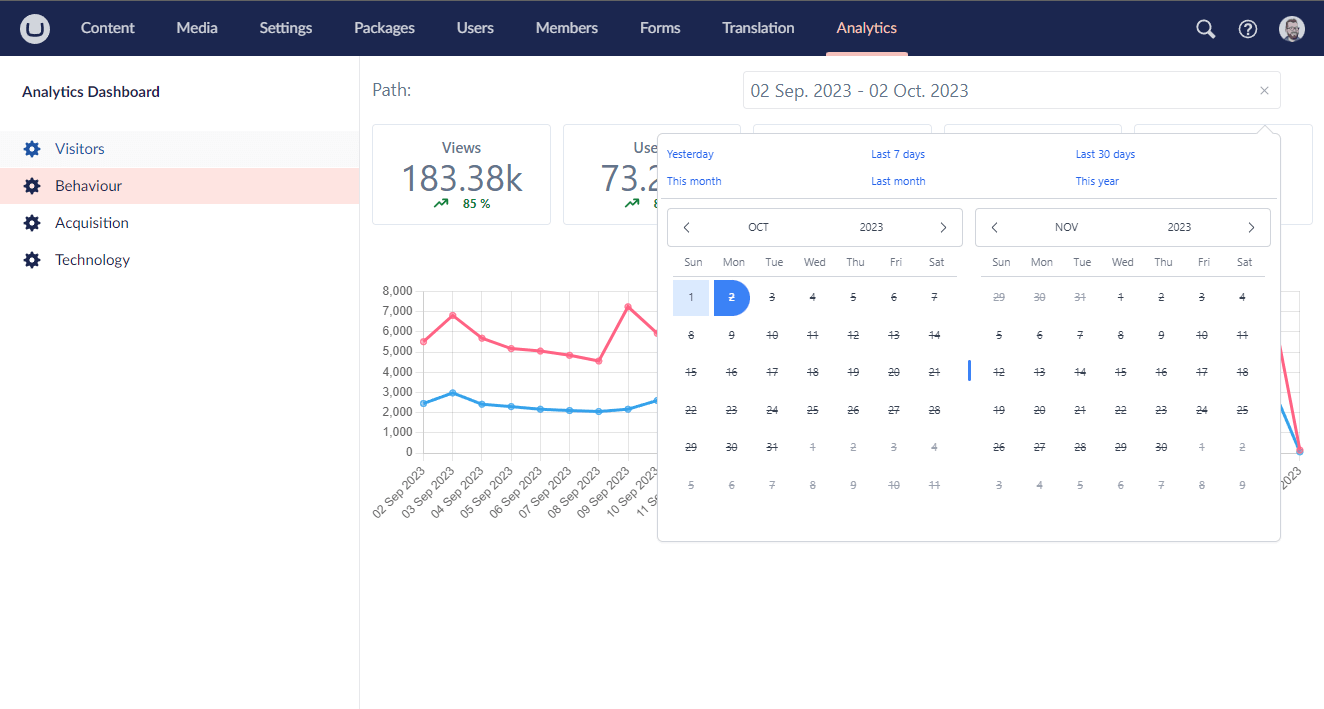 Content Media Settings Packages Users Members Forms Translation Analytics
Analytics Dashboard
Visitors
Behaviour
Acquisition
Technology
Path:
02 Sep. 2023 - 02 Oct. 2023
Views
183.38k
85 %
Use
73.2
8
Yesterday Last 7 days Last 30 days
This month Last month This year
OCT 2023
Sun Mon Tue Wed Thu Fri Sat
1 2 3 4 5 6 7
8 9 10 11 12 13 14
15 16 17 18 19 20 21
22 23 24 25 26 27 28
29 30 31 1 2 3 4
5 6 7 8 9 10 11
NOV 2023
Sun Mon Tue Wed Thu Fri Sat
29 30 31 1 2 3 4
5 6 7 8 9 10 11
12 13 14 15 16 17 18
19 20 21 22 23 24 25
26 27 28 29 30 1 2
3 4 5 6 7 8 9
8,000
7,000
6,000
5,000
4,000
3,000
2,000
1,000
0
02 Sep 2023
03 Sep 2023
04 Sep 2023
05 Sep 2023
06 Sep 2023
07 Sep 2023
08 Sep 2023
09 Sep 2023
10 Sep 2023
11 S
2023